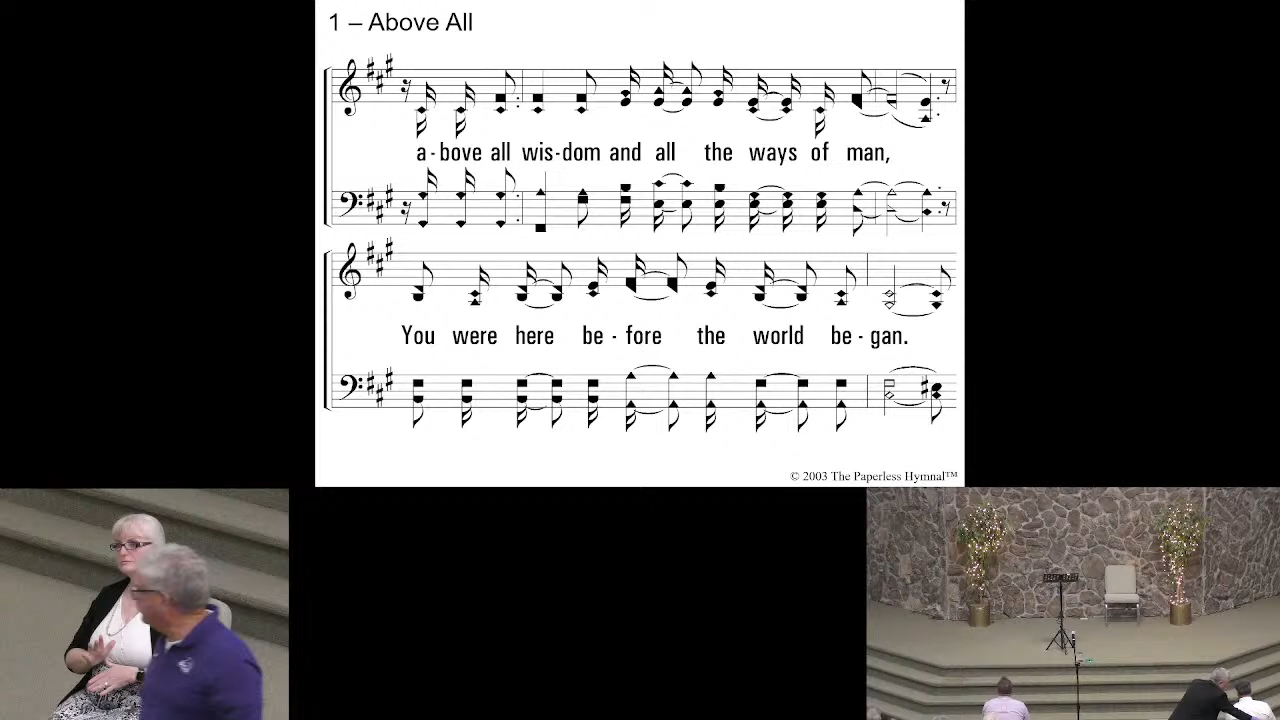 1 – Above All
a - bove all wis - dom and all the ways of man,
You were here be - fore the world be - gan.
© 2003 The Paperless Hymnal™